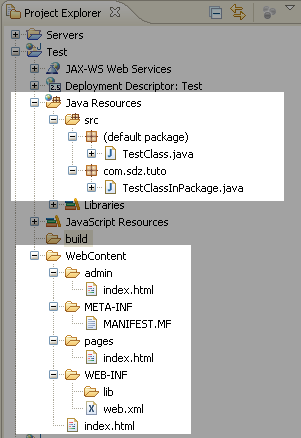 Project Explorer
Servers
Test
JAX-WS Web Services
Deployment Descriptor: Test
Java Resources
src
(default package)
TestClass.java
com.sdz.tuto
TestClassInPackage.java
Libraries
JavaScript Resources
build
WebContent
admin
index.html
META-INF
MANIFEST.MF
pages
index.html
WEB-INF
lib
web.xml
index.html